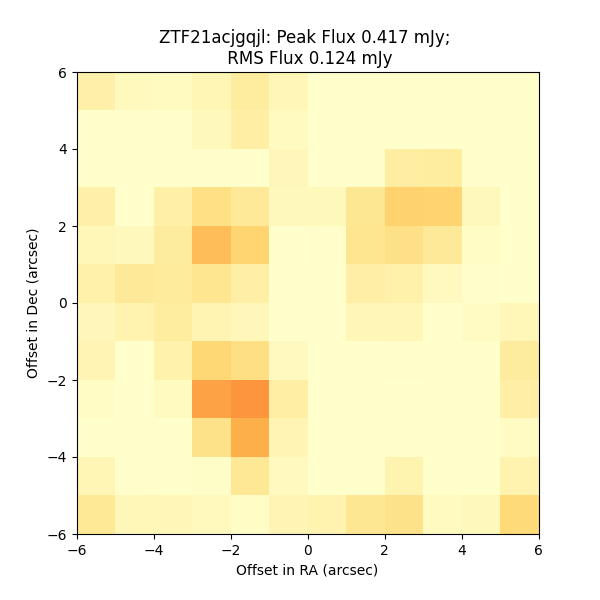 ZTF21acjgqjl: Peak Flux 0.417 mJy;
RMS Flux 0.124 mJy
6
4
2
0
−2
−4
−6
Offset in Dec (arcsec)
−6 −4 −2 0 2 4 6
Offset in RA (arcsec)